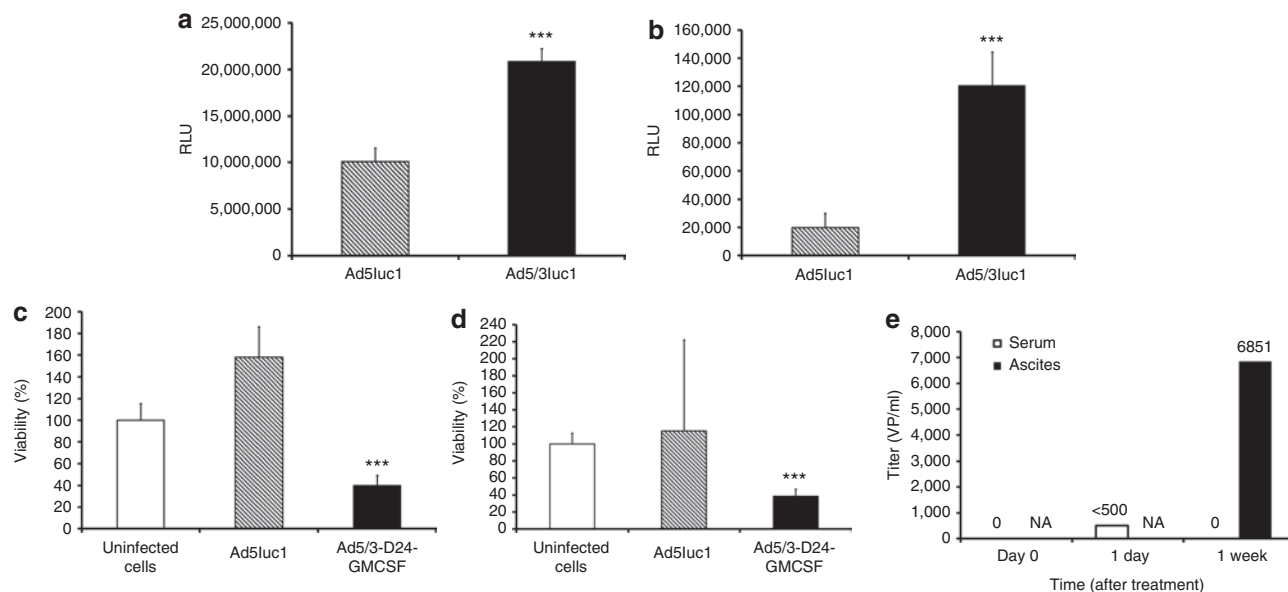 a
25,000,000
20,000,000
15,000,000
10,000,000
5,000,000
0
RLU
***
Ad5luc1
Ad5/3luc1
b
160,000
140,000
120,000
100,000
80,000
60,000
40,000
20,000
0
RLU
***
Ad5luc1
Ad5/3luc1
c
200
180
160
140
120
100
80
60
40
20
0
Viability (%)
***
Uninfected
cells
Ad5luc1
Ad5/3-D24-
GMCSF
d
240
220
200
180
160
140
120
100
80
60
40
20
0
Viability (%)
***
Uninfected
cells
Ad5luc1
Ad5/3-D24-
GMCSF
e
8,000
7,000
6,000
5,000
4,000
3,000
2,000
1,000
0
Titer (VP/ml)
Serum
Ascites
0
NA
<500
NA
0
6851
Day 0
1 day
1 week
Time (after treatment)